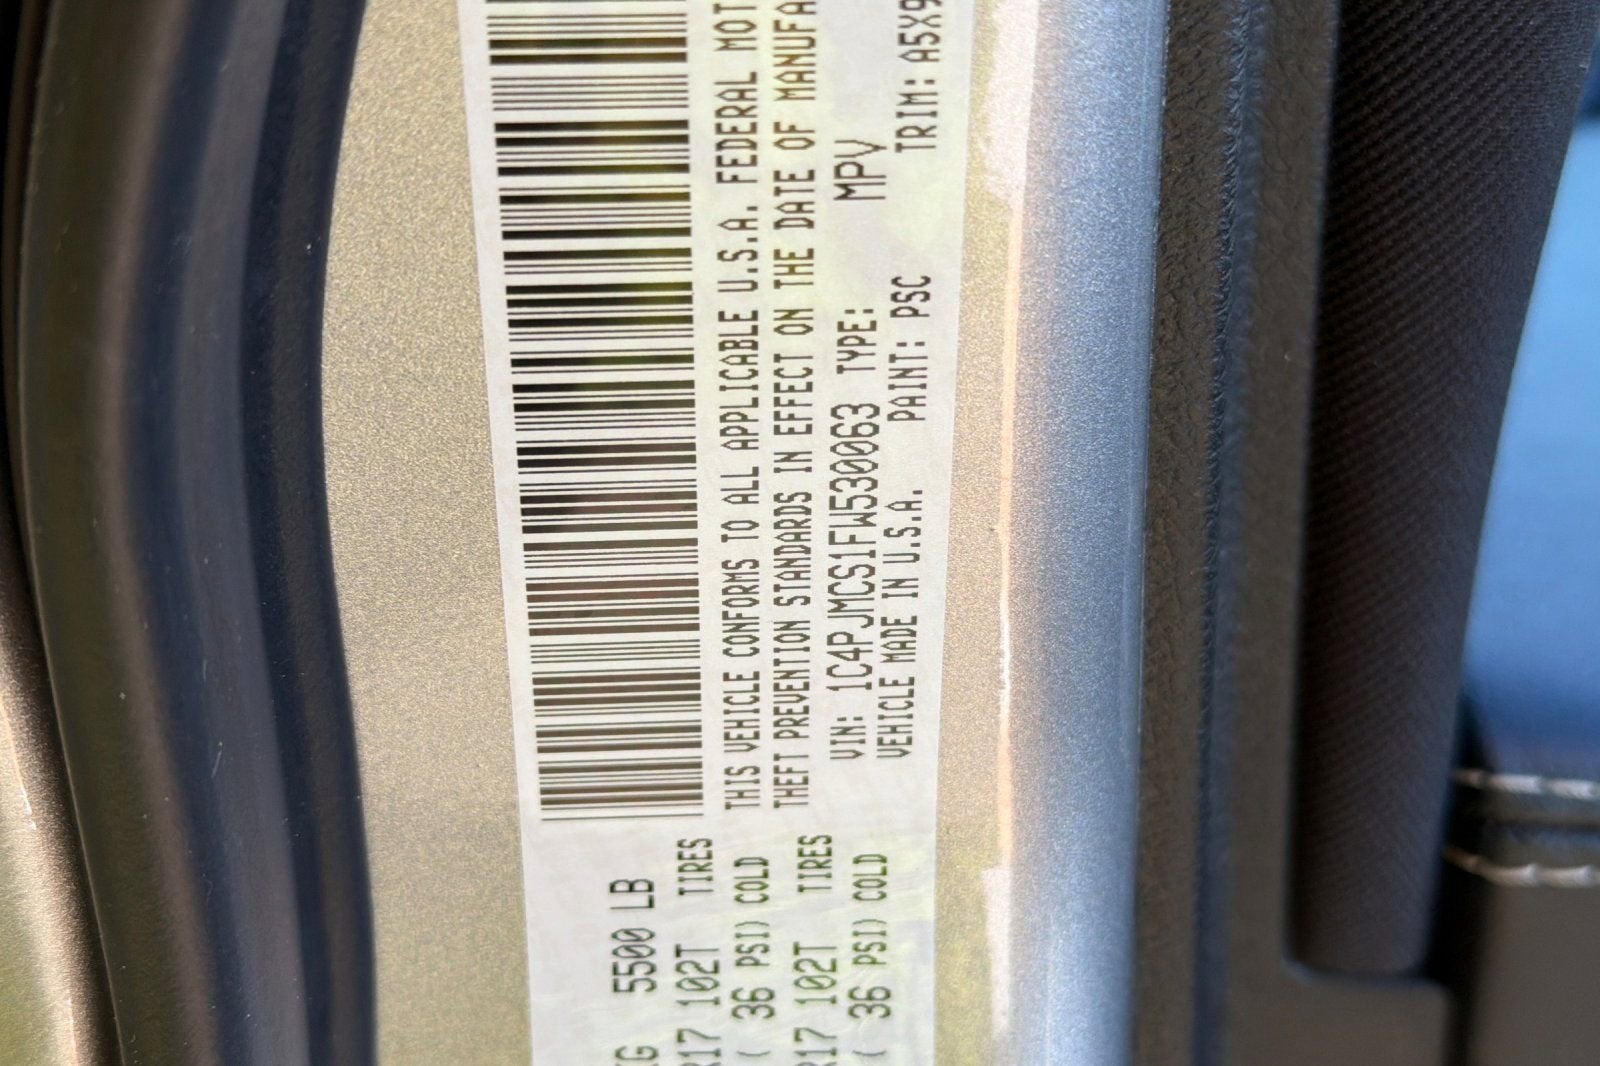 KG 5500 LB
R17 102T TIRES
( 36 PSI) COLD
R17 102T TIRES
( 36 PSI) COLD
THIS VEHICLE CONFORMS TO ALL APPLICABLE U.S.A. FEDERAL MOT
THEFT PREVENTION STANDARDS IN EFFECT ON THE DATE OF MANUFA
VIN: 1C4PJMCS1FW530063 TYPE: MPV
VEHICLE MADE IN U.S.A. PAINT: PSC TRIM: A5X9